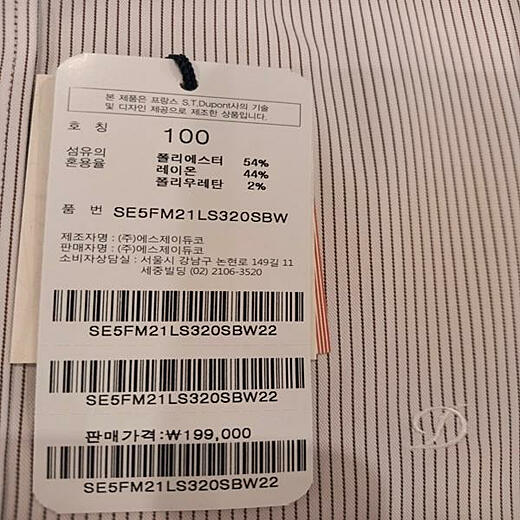 본 제품은 프랑스 S.T.Dupont사의 기술
및 디자인 제공으로 제조한 상품입니다.
호 칭 100
섬유의 혼용율 폴리에스터 54%
레이온 44%
폴리우레탄 2%
품 번 SE5FM21LS320SBW
제조자명 : (주)에스제이듀코
판매자명 : (주)에스제이듀코
소비자상담실 : 서울시 강남구 논현로 149길 11
세중빌딩 (02) 2106-3520
SE5FM21LS320SBW22
SE5FM21LS320SBW22
판매가격:₩199,000
SE5FM21LS320SBW22
D